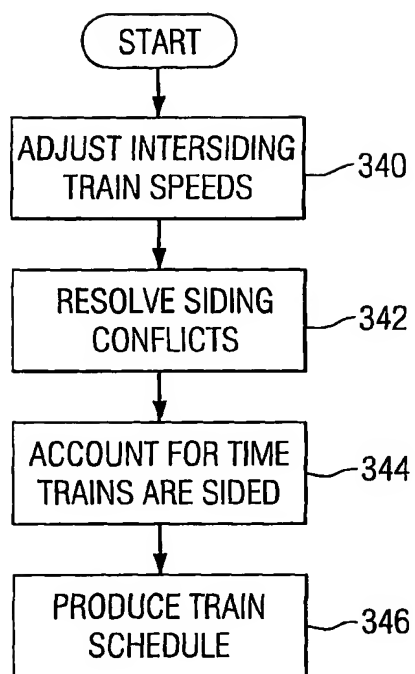 START
ADJUST INTERSIDING
TRAIN SPEEDS
340
RESOLVE SIDING
CONFLICTS
342
ACCOUNT FOR TIME
TRAINS ARE SIDED
344
PRODUCE TRAIN
SCHEDULE
346